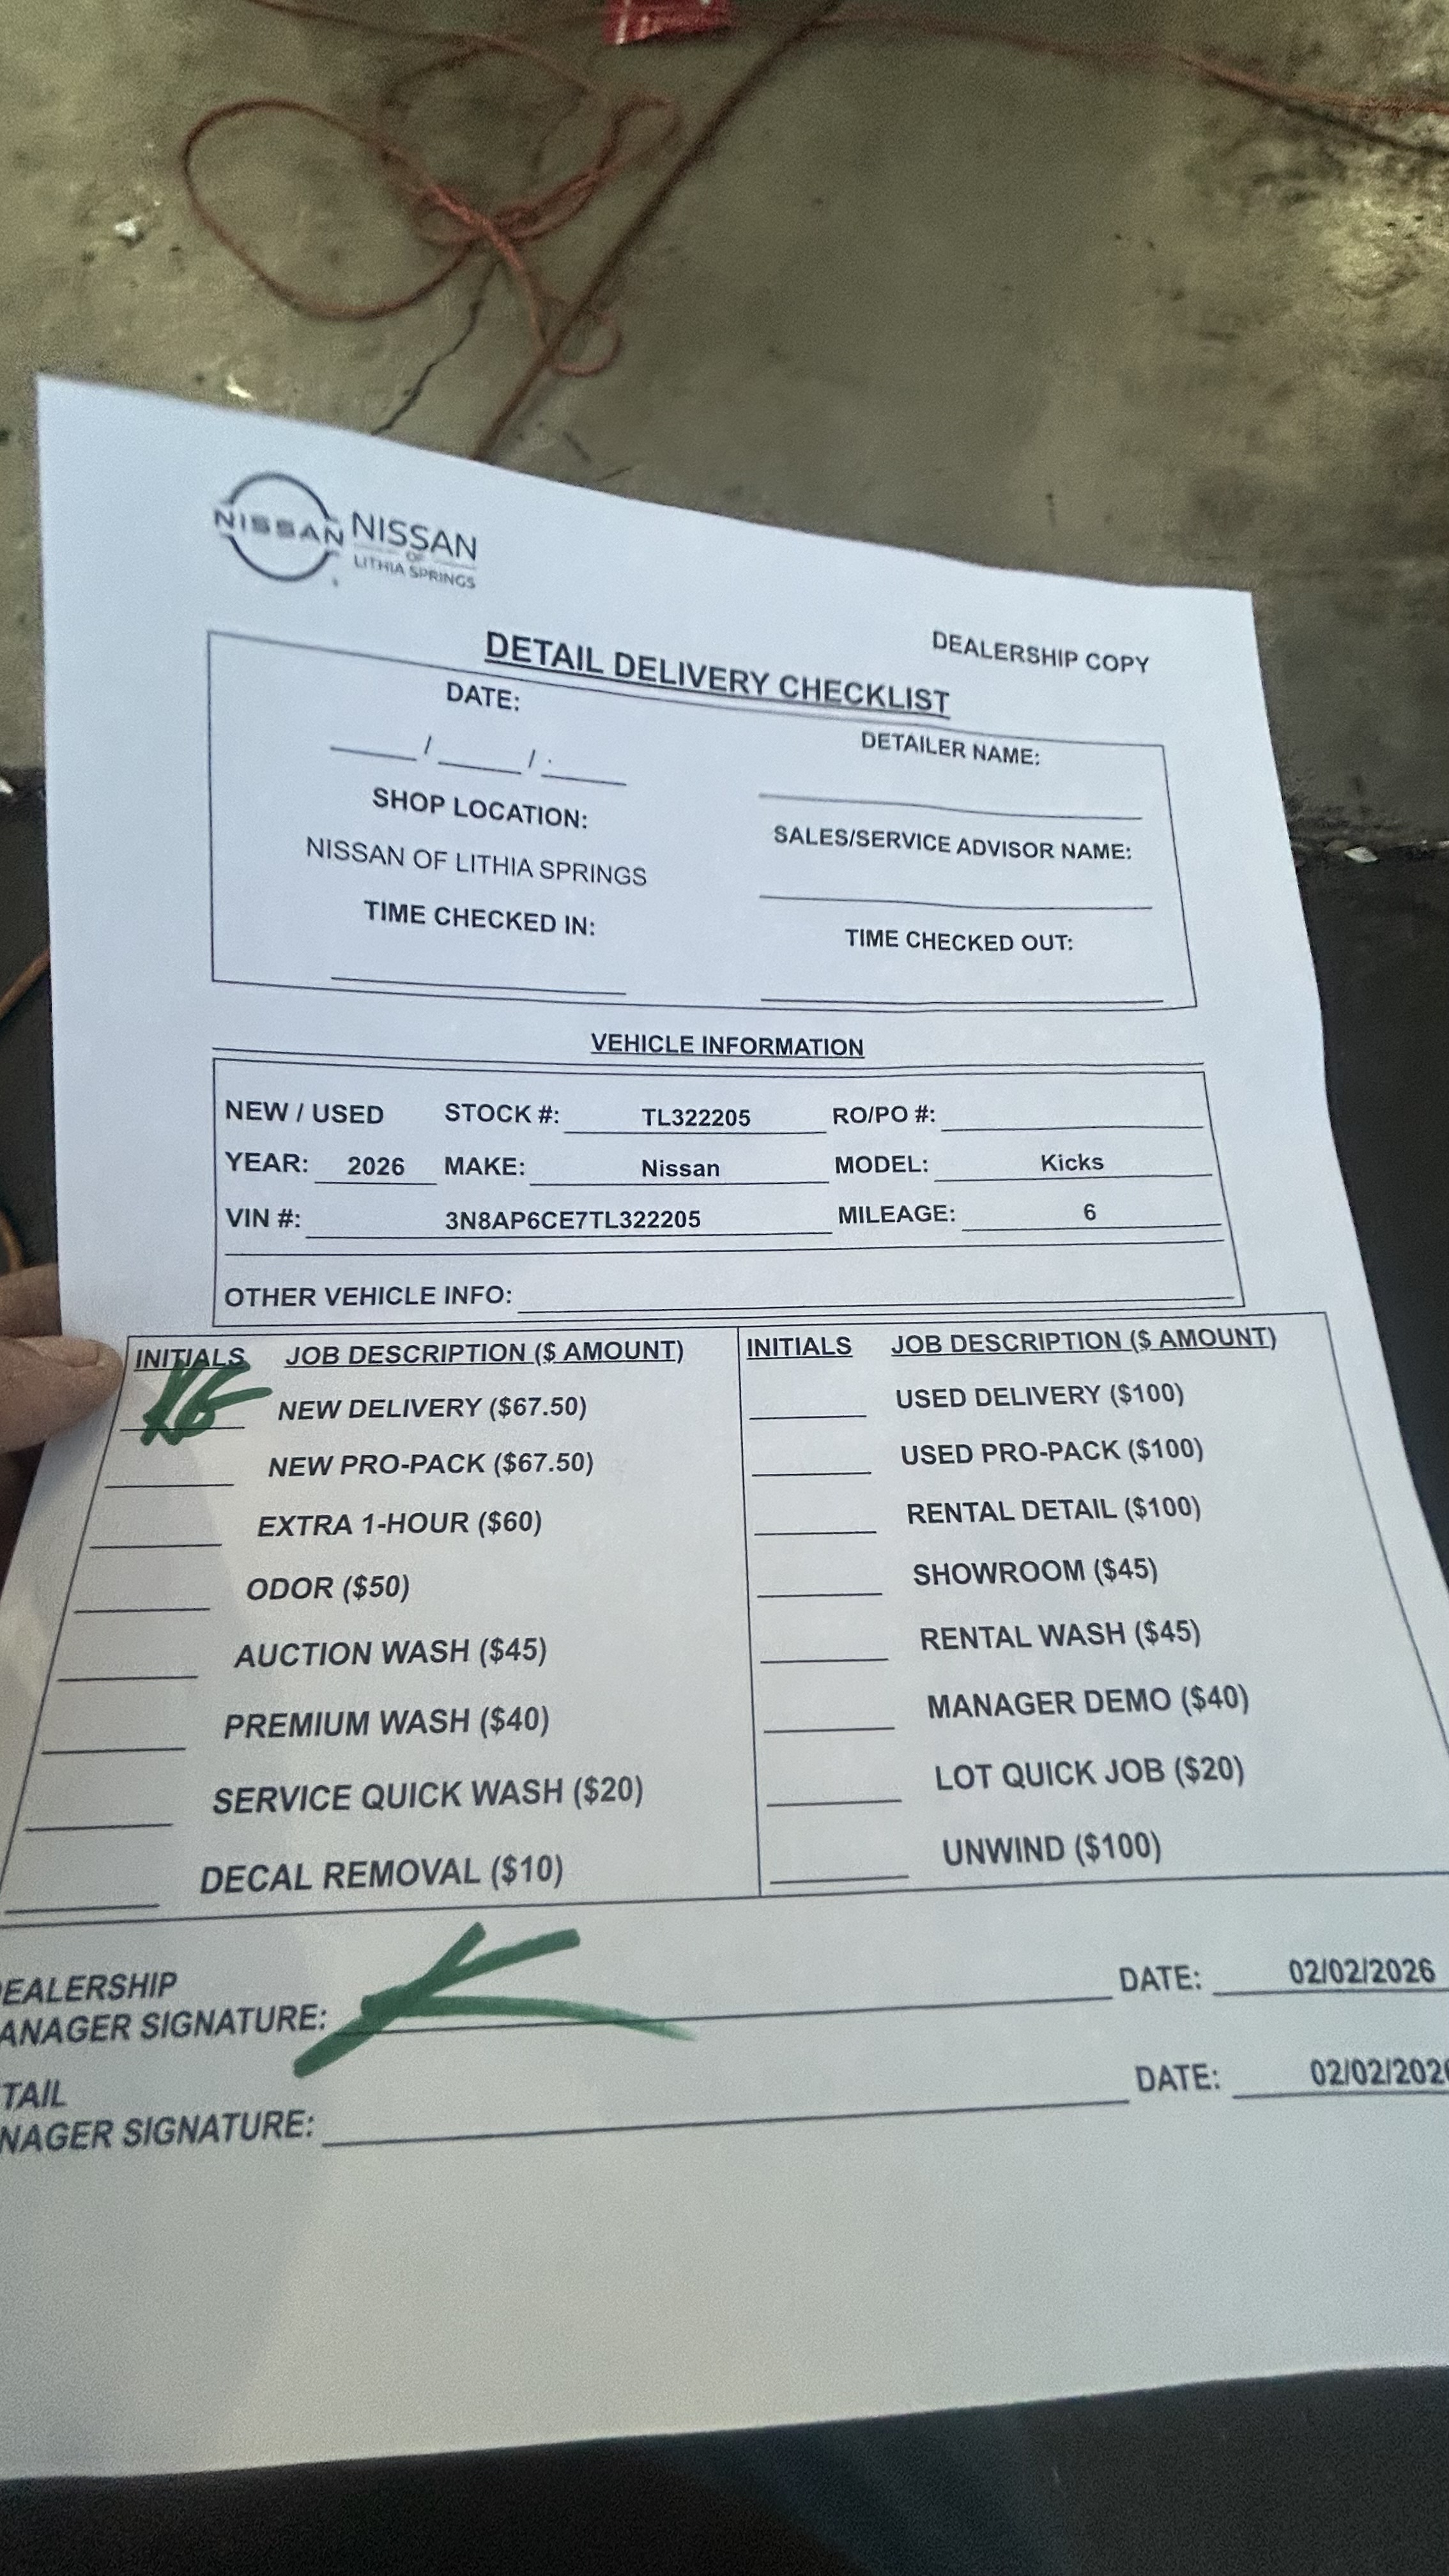 NISSAN NISSAN
OF
LITHIA SPRINGS
DEALERSHIP COPY
DETAIL DELIVERY CHECKLIST
DATE:
____ / ____ / ____
DETAILER NAME:
SHOP LOCATION:
NISSAN OF LITHIA SPRINGS
SALES/SERVICE ADVISOR NAME:
TIME CHECKED IN:
TIME CHECKED OUT:
VEHICLE INFORMATION
NEW / USED STOCK #: TL322205 RO/PO #:
YEAR: 2026 MAKE: Nissan MODEL: Kicks
VIN #: 3N8AP6CE7TL322205 MILEAGE: 6
OTHER VEHICLE INFO:
INITIALS JOB DESCRIPTION ($ AMOUNT) INITIALS JOB DESCRIPTION ($ AMOUNT)
NEW DELIVERY ($67.50) USED DELIVERY ($100)
NEW PRO-PACK ($67.50) USED PRO-PACK ($100)
EXTRA 1-HOUR ($60) RENTAL DETAIL ($100)
ODOR ($50) SHOWROOM ($45)
AUCTION WASH ($45) RENTAL WASH ($45)
PREMIUM WASH ($40) MANAGER DEMO ($40)
SERVICE QUICK WASH ($20) LOT QUICK JOB ($20)
DECAL REMOVAL ($10) UNWIND ($100)
EALERSHIP
ANAGER SIGNATURE: DATE: 02/02/2026
TAIL
NAGER SIGNATURE: DATE: 02/02/202